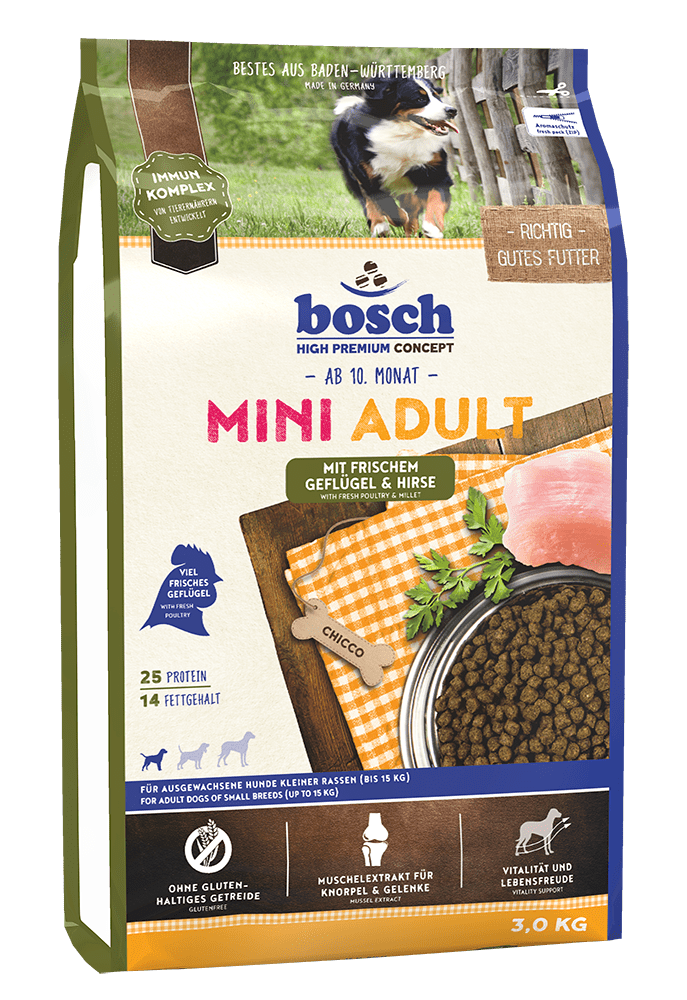 BESTES AUS BADEN-WÜRTTEMBERG
MADE IN GERMANY
Aromaschutz
fresh pack (ZIP)
IMMUN
KOMPLEX
VON TIERERNÄHRERN
ENTWICKELT
- RICHTIG -
GUTES FUTTER
bosch
HIGH PREMIUM CONCEPT
- AB 10. MONAT -
MINI ADULT
MIT FRISCHEM
GEFLÜGEL & HIRSE
WITH FRESH POULTRY & MILLET
VIEL
FRISCHES
GEFLÜGEL
WITH FRESH
POULTRY
CHICCO
25 PROTEIN
14 FETTGEHALT
FÜR AUSGEWACHSENE HUNDE KLEINER RASSEN (BIS 15 KG)
FOR ADULT DOGS OF SMALL BREEDS (UP TO 15 KG)
OHNE GLUTEN-
HALTIGES GETREIDE
GLUTENFREE
MUSCHELEXTRAKT FÜR
KNORPEL & GELENKE
MUSSEL EXTRACT
VITALITÄT UND
LEBENSFREUDE
VITALITY SUPPORT
3,0 KG